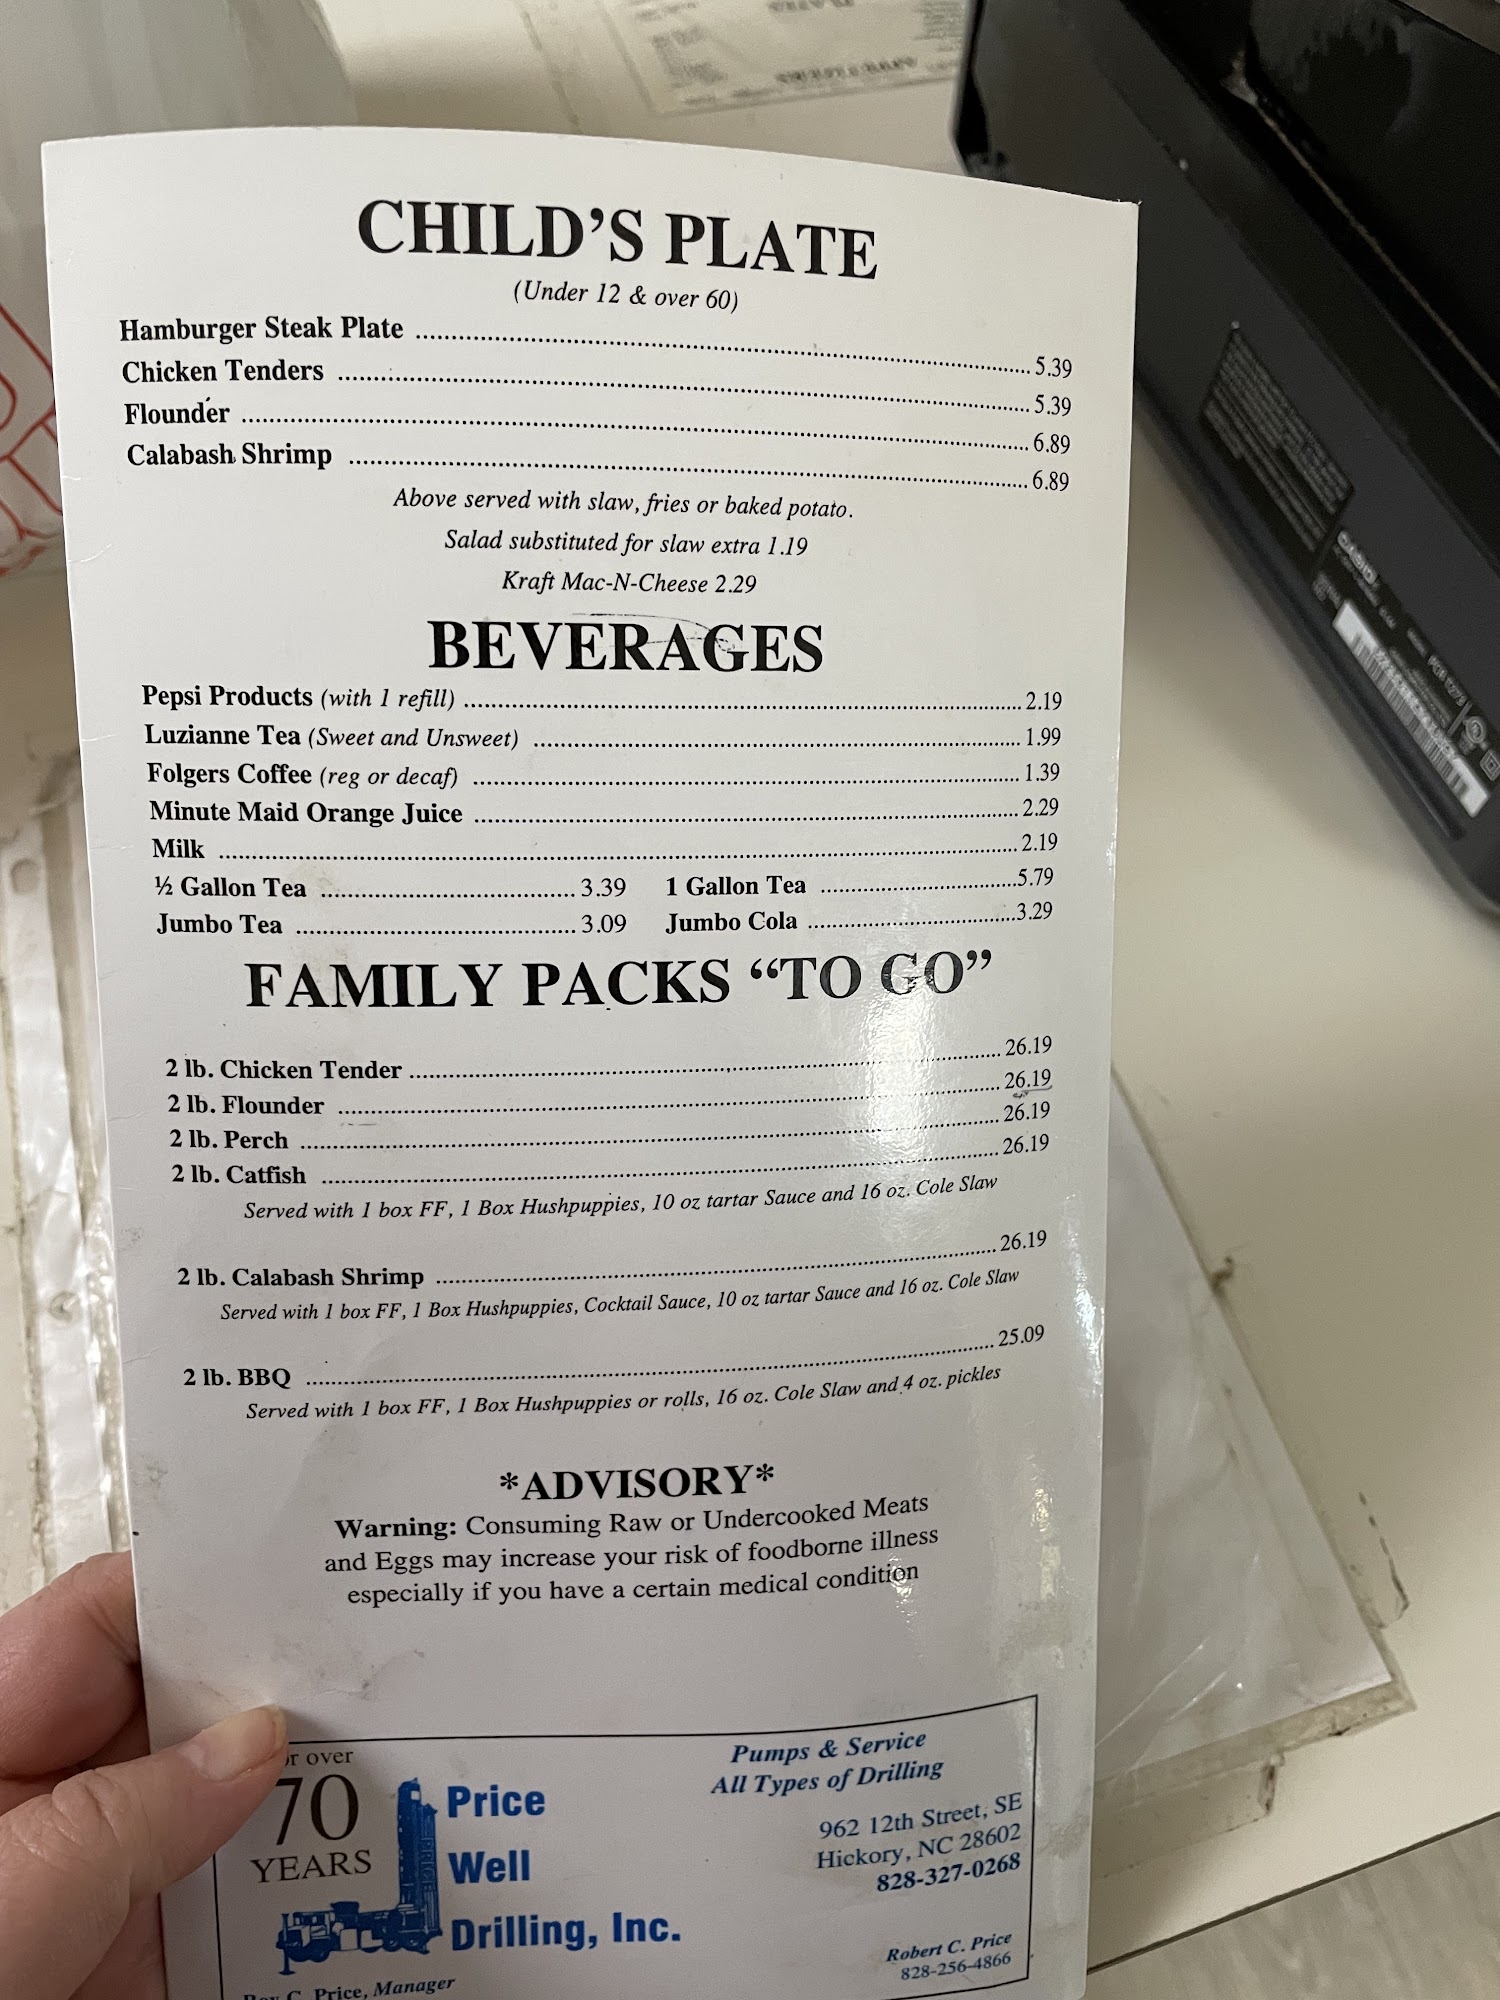 CHILD'S PLATE
(Under 12 & over 60)
Hamburger Steak Plate ........ 5.39
Chicken Tenders ........ 5.39
Flounder ........ 6.89
Calabash Shrimp ........ 6.89
Above served with slaw, fries or baked potato.
Salad substituted for slaw extra 1.19
Kraft Mac-N-Cheese 2.29
BEVERAGES
Pepsi Products (with 1 refill) ........ 2.19
Luzianne Tea (Sweet and Unsweet) ........ 1.99
Folgers Coffee (reg or decaf) ........ 1.39
Minute Maid Orange Juice ........ 2.29
Milk ........ 2.19
½ Gallon Tea ........ 3.39 1 Gallon Tea ........ 5.79
Jumbo Tea ........ 3.09 Jumbo Cola ........ 3.29
FAMILY PACKS “TO GO”
2 lb. Chicken Tender ........ 26.19
2 lb. Flounder ........ 26.19
2 lb. Perch ........ 26.19
2 lb. Catfish ........ 26.19
Served with 1 box FF, 1 Box Hushpuppies, 10 oz tartar Sauce and 16 oz. Cole Slaw
2 lb. Calabash Shrimp ........ 26.19
Served with 1 box FF, 1 Box Hushpuppies, Cocktail Sauce, 10 oz tartar Sauce and 16 oz. Cole Slaw
2 lb. BBQ ........ 25.09
Served with 1 box FF, 1 Box Hushpuppies or rolls, 16 oz. Cole Slaw and 4 oz. pickles
*ADVISORY*
Warning: Consuming Raw or Undercooked Meats
and Eggs may increase your risk of foodborne illness
especially if you have a certain medical condition
over
70
YEARS
Price
Well
Drilling, Inc.
C. Price, Manager
Pumps & Service
All Types of Drilling
962 12th Street, SE
Hickory, NC 28602
828-327-0268
Robert C. Price
828-256-4866
CASIO